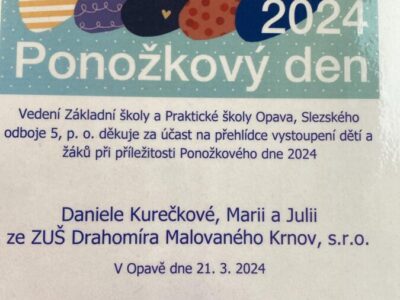 2024
Ponožkový den
Vedení Základní školy a Praktické školy Opava, Slezského
odboje 5, p. o. děkuje za účast na přehlídce vystoupení dětí a
žáků při příležitosti Ponožkového dne 2024
Daniele Kurečkové, Marii a Julii
ze ZUŠ Drahomíra Malovaného Krnov, s.r.o.
V Opavě dne 21. 3. 2024